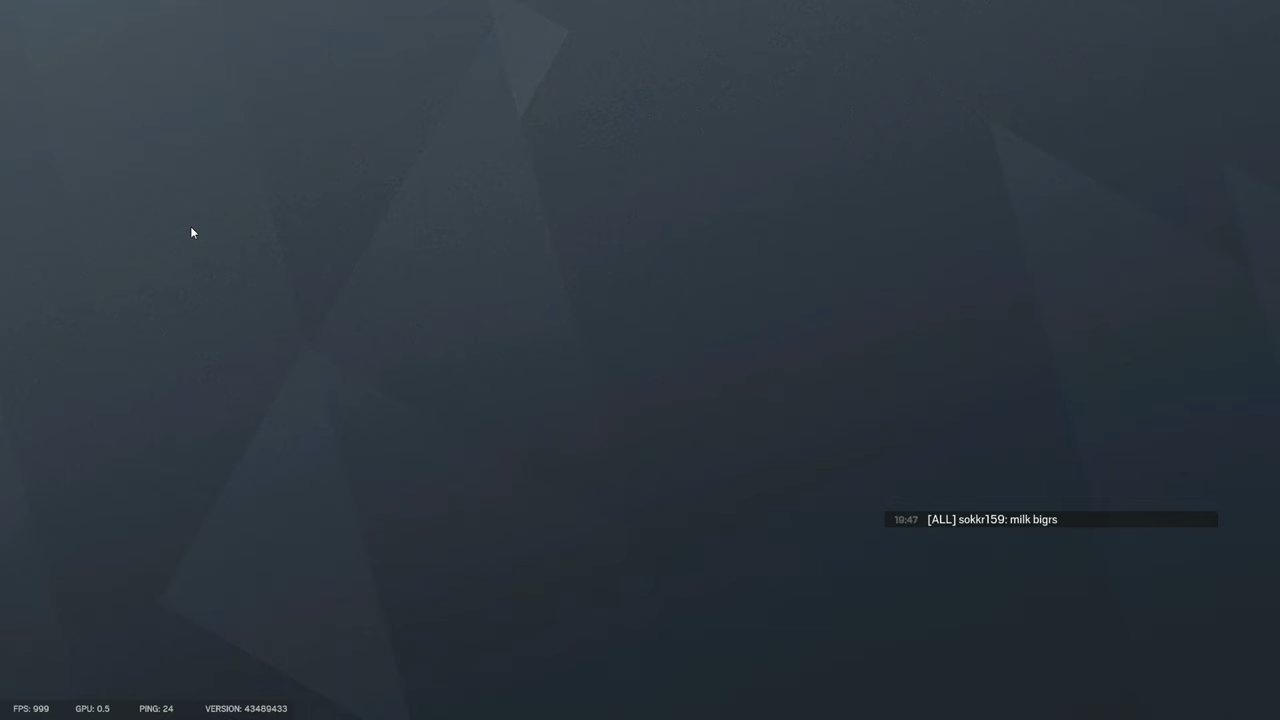 10:47 [ALL] sokkr159: milk bigrs
FPS: 999 GPU: 0.5 PING: 24 VERSION: 43489433